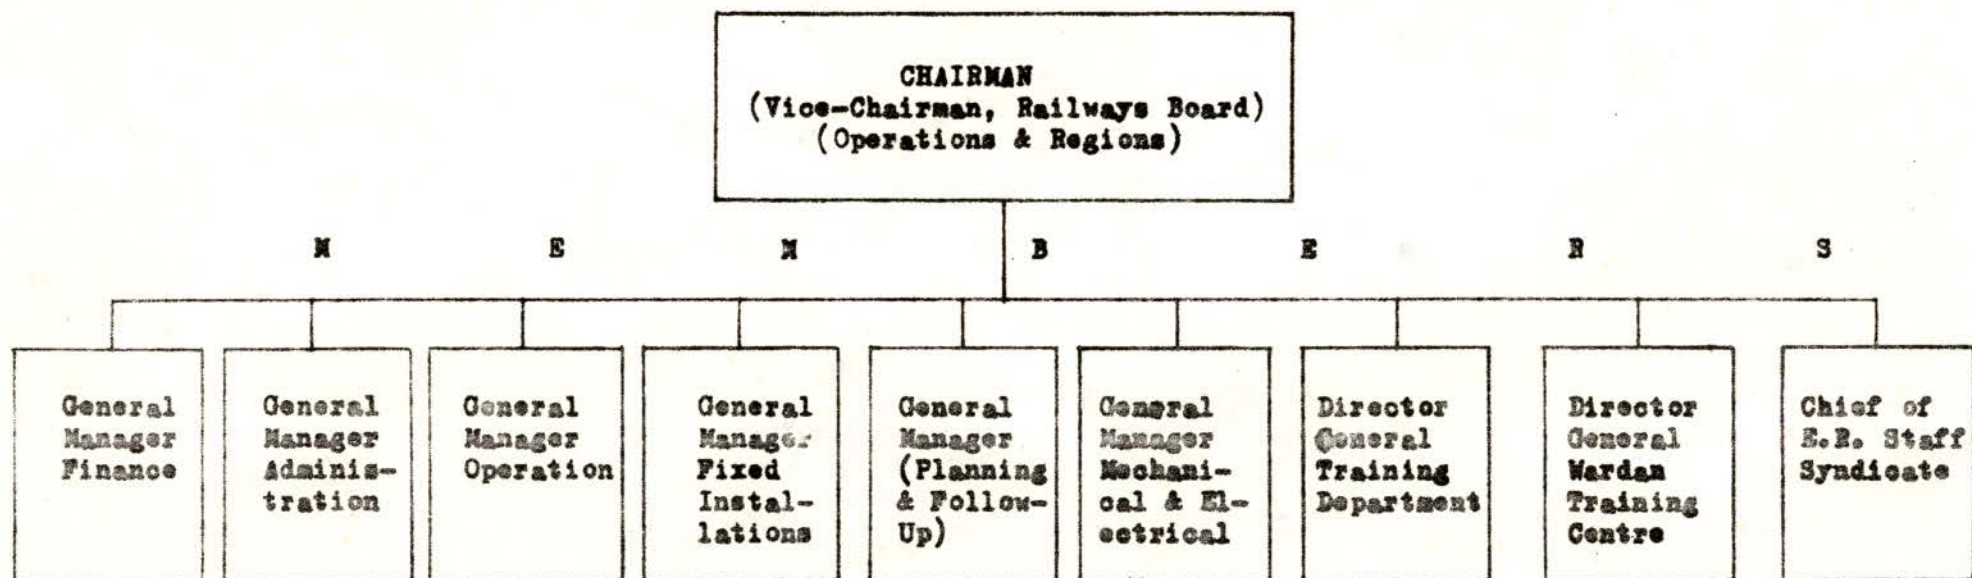 CHAIRMAN
(Vice-Chairman, Railways Board)
(Operations & Regions)
M E M B E R S
General
Manager
Finance
General
Manager
Adminis-
tration
General
Manager
Operation
General
Manager
Fixed
Instal-
lations
General
Manager
(Planning
& Follow-
Up)
General
Manager
Mechani-
cal & El-
ectrical
Director
General
Training
Department
Director
General
Wardan
Training
Centre
Chief of
E.R. Staff
Syndicate